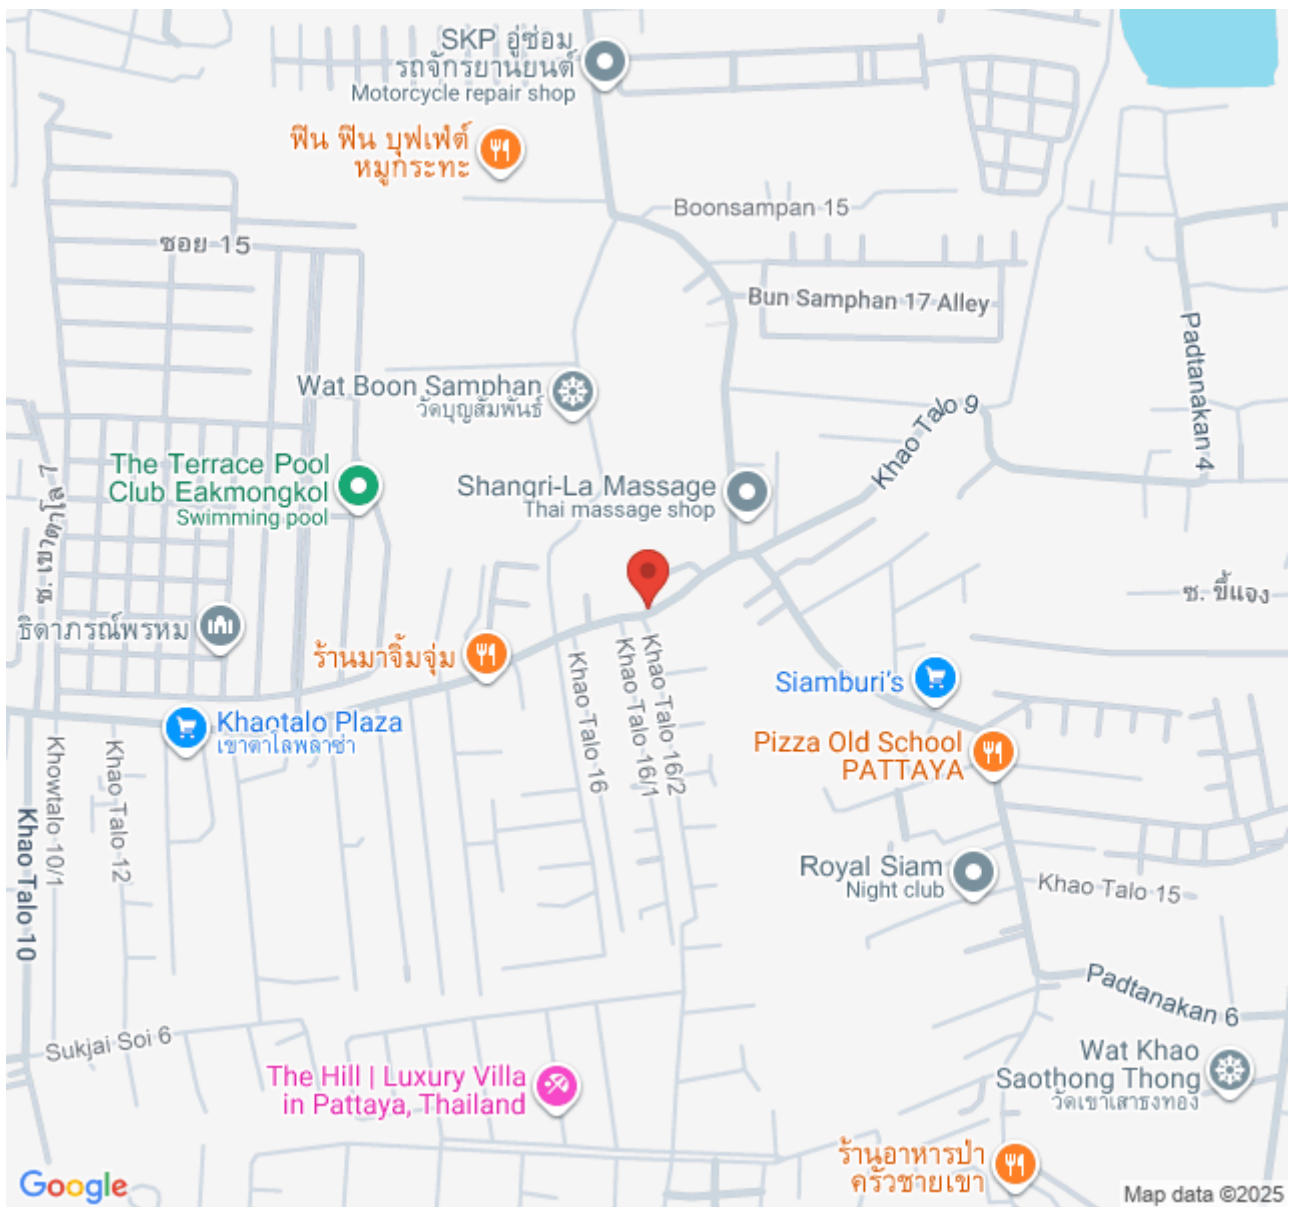 SKP อู่ซ่อม
รถจักรยานยนต์
Motorcycle repair shop
ฟิน ฟิน บุฟเฟ่ต์
หมูกระทะ
Boonsampan 15
ซอย 15
Bun Samphan 17 Alley
Padtanakan 4
Wat Boon Samphan
วัดบุญสัมพันธ์
Khao Talo 9
The Terrace Pool
Club Eakmongkol
Swimming pool
Shangri-La Massage
Thai massage shop
ซ. เขาตาโล 7
ซ. ขี้แจง
ธิดาภรณ์พรหม
ร้านมาจิ้มจุ่ม
Khao Talo 16
Khao Talo 16/1
Khao Talo 16/2
Siamburi's
Khaotalo Plaza
เขาตาโลพลาซ่า
Pizza Old School
PATTAYA
Khao Talo 10
Khowtalo 10/1
Khao Talo 12
Royal Siam
Night club
Khao Talo 15
Padtanakan 6
Sukjai Soi 6
The Hill | Luxury Villa
in Pattaya, Thailand
Wat Khao
Saothong Thong
วัดเขาเสาธงทอง
ร้านอาหารป่า
ครัวชายเขา
Google
Map data ©2025